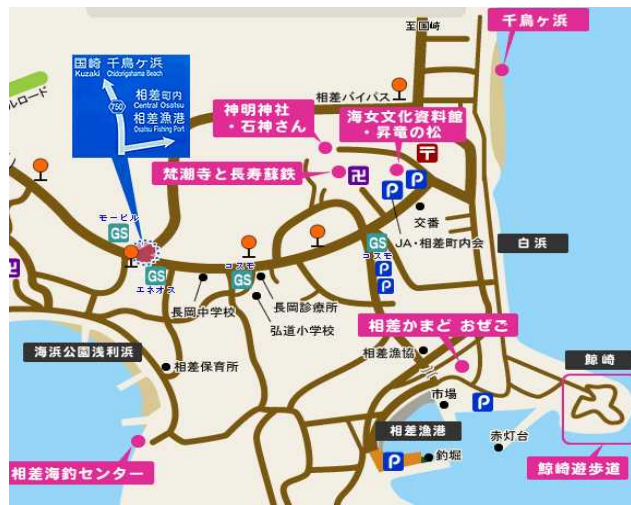 至国崎
千鳥ヶ浜
国崎 千鳥ヶ浜
Kuzaki Chidorigahama Beach
相差町内
Central Osatsu
750
相差漁港
Osatsu Fishing Port
ルロード
相差バイパス
神明神社
・石神さん
海女文化資料館
・昇竜の松
〒
梵潮寺と長寿蘇鉄
卍
P
P
交番
JA・相差町内会
白浜
モービル
GS
GS
エネオス
コスモ
GS
GS
コスモ
P
P
卍
長岡中学校
長岡診療所
弘道小学校
相差かまど おぜご
海浜公園浅利浜
相差保育所
相差漁協
鯨崎
市場
P
相差漁港
赤灯台
P
釣堀
相差海釣センター
鯨崎遊歩道